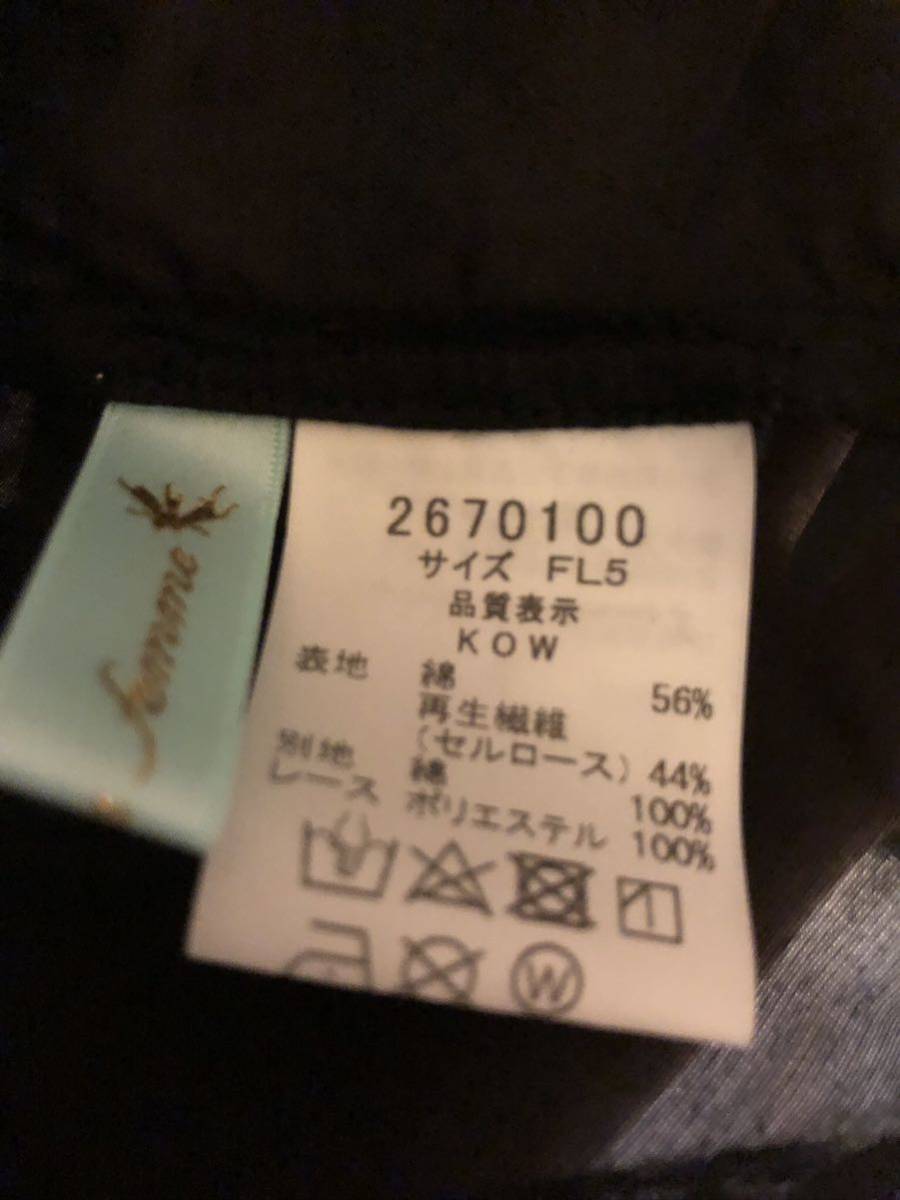 femme
2670100
サイズ FL5
品質表示
KOW
表地 綿 56%
再生繊維
(セルロース) 44%
別地 綿 100%
レース ポリエステル 100%
W